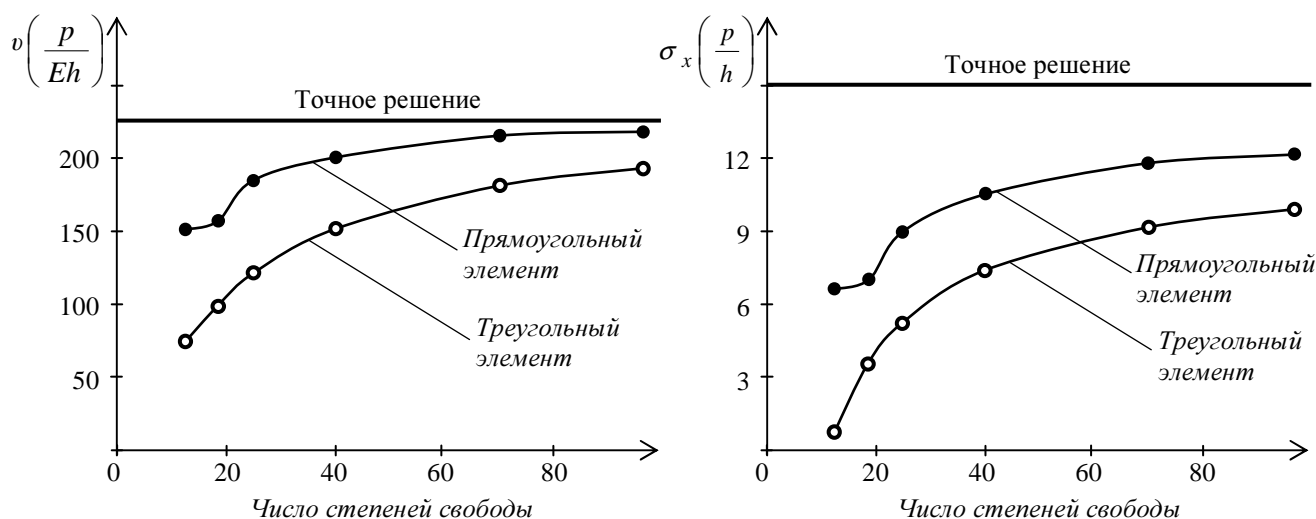 υ(p/Eh)
Точное решение
200
150
100
50
Прямоугольный
элемент
Треугольный
элемент
0
20
40
60
80
Число степеней свободы
σx(p/h)
Точное решение
12
9
6
3
Прямоугольный
элемент
Треугольный
элемент
0
20
40
60
80
Число степеней свободы